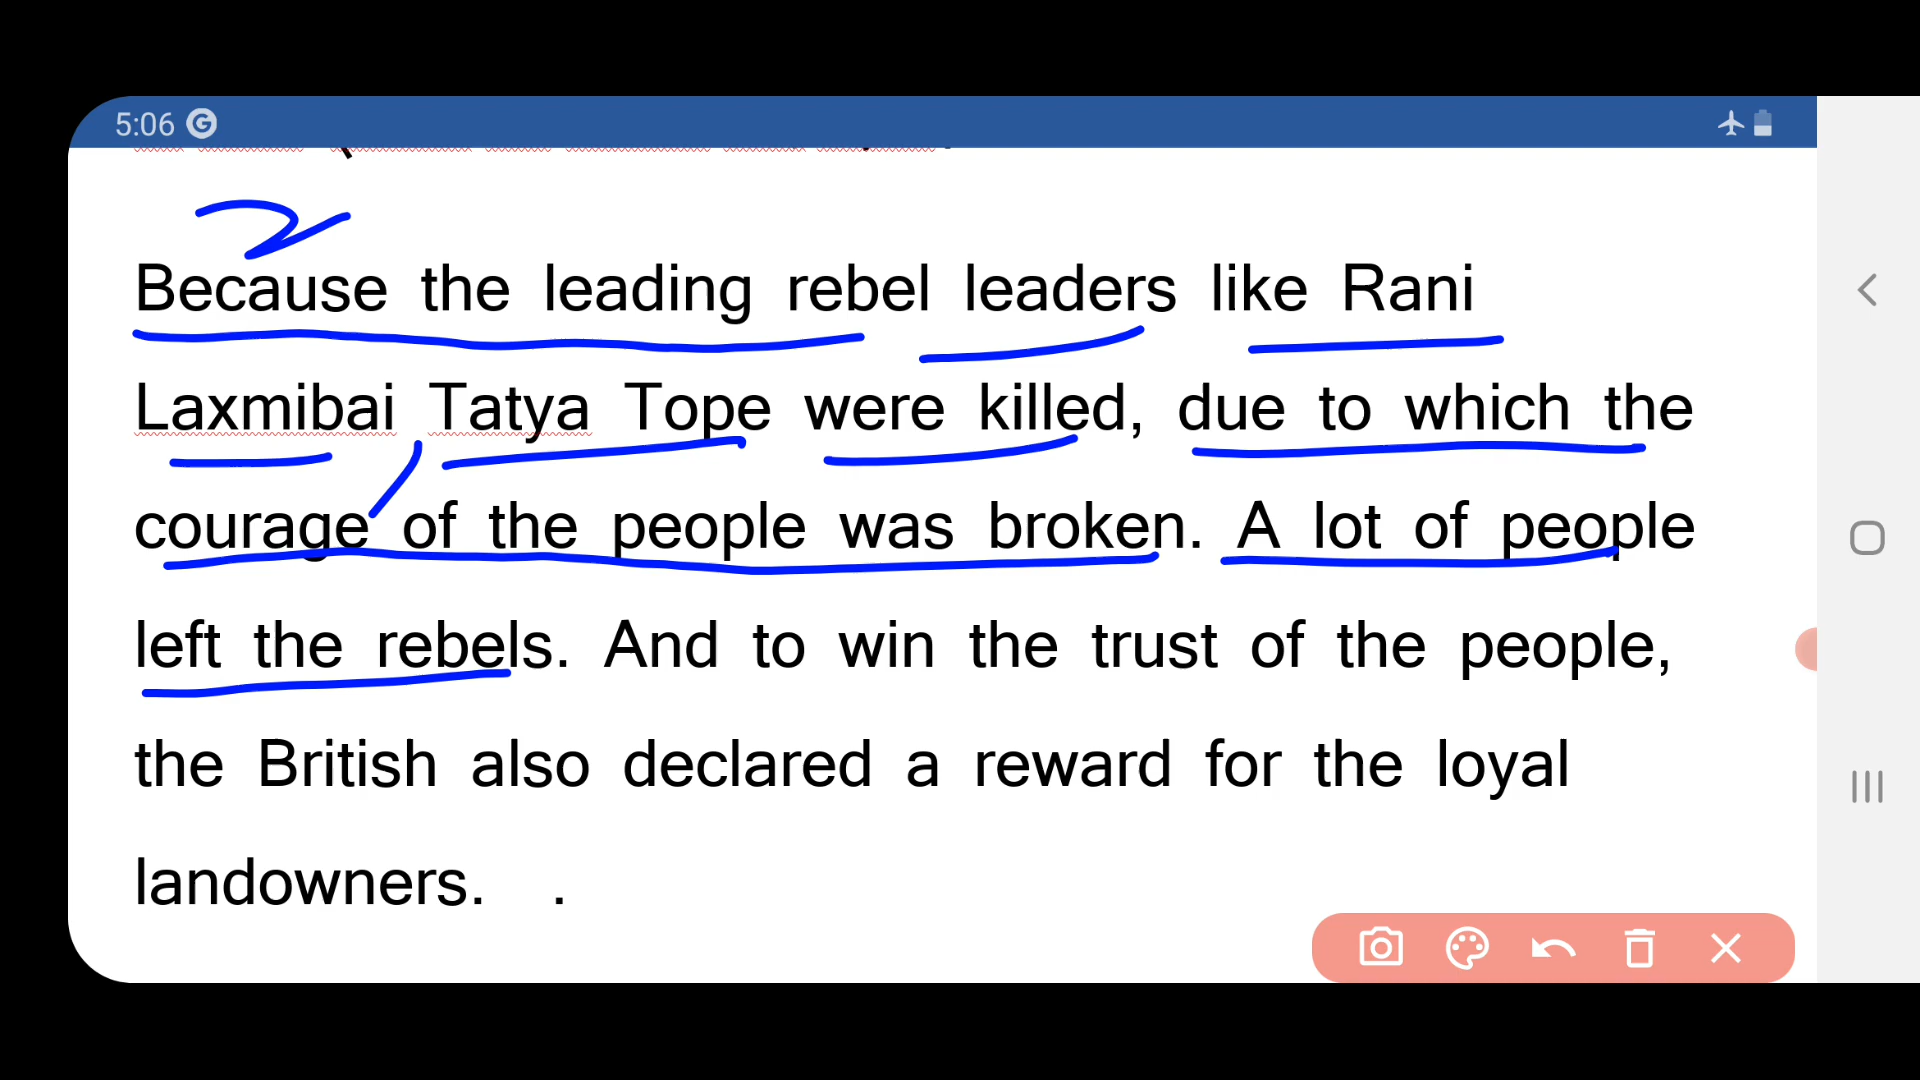 5:06 G
Because the leading rebel leaders like Rani
Laxmibai Tatya Tope were killed, due to which the
courage of the people was broken. A lot of people
left the rebels. And to win the trust of the people,
the British also declared a reward for the loyal
landowners. .